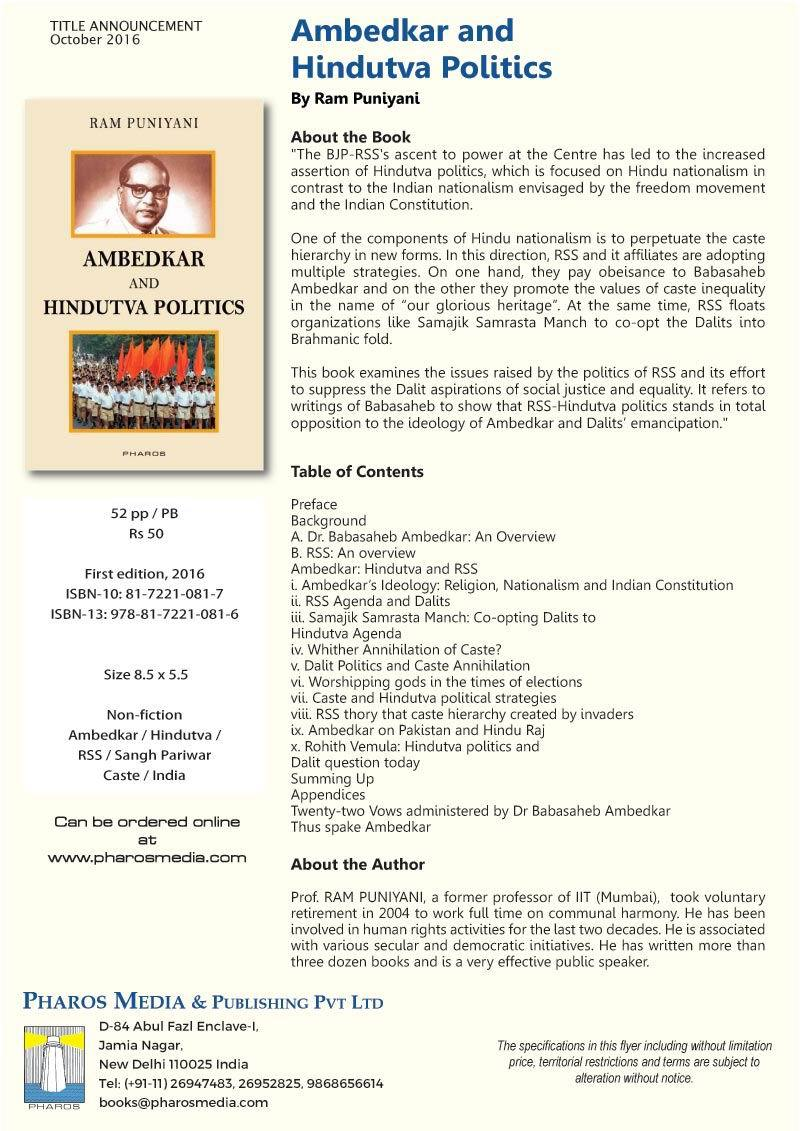 TITLE ANNOUNCEMENT
October 2016
Ambedkar and
Hindutva Politics
By Ram Puniyani
RAM PUNIYANI
AMBEDKAR
AND
HINDUTVA POLITICS
PHAROS
52 pp / PB
Rs 50
First edition, 2016
ISBN-10: 81-7221-081-7
ISBN-13: 978-81-7221-081-6
Size 8.5 x 5.5
Non-fiction
Ambedkar / Hindutva /
RSS / Sangh Pariwar
Caste / India
Can be ordered online
at
www.pharosmedia.com
About the Book
"The BJP-RSS's ascent to power at the Centre has led to the increased
assertion of Hindutva politics, which is focused on Hindu nationalism in
contrast to the Indian nationalism envisaged by the freedom movement
and the Indian Constitution.
One of the components of Hindu nationalism is to perpetuate the caste
hierarchy in new forms. In this direction, RSS and it affiliates are adopting
multiple strategies. On one hand, they pay obeisance to Babasaheb
Ambedkar and on the other they promote the values of caste inequality
in the name of “our glorious heritage”. At the same time, RSS floats
organizations like Samajik Samrasta Manch to co-opt the Dalits into
Brahmanic fold.
This book examines the issues raised by the politics of RSS and its effort
to suppress the Dalit aspirations of social justice and equality. It refers to
writings of Babasaheb to show that RSS-Hindutva politics stands in total
opposition to the ideology of Ambedkar and Dalits’ emancipation."
Table of Contents
Preface
Background
A. Dr. Babasaheb Ambedkar: An Overview
B. RSS: An overview
Ambedkar: Hindutva and RSS
i. Ambedkar’s Ideology: Religion, Nationalism and Indian Constitution
ii. RSS Agenda and Dalits
iii. Samajik Samrasta Manch: Co-opting Dalits to
Hindutva Agenda
iv. Whither Annihilation of Caste?
v. Dalit Politics and Caste Annihilation
vi. Worshipping gods in the times of elections
vii. Caste and Hindutva political strategies
viii. RSS thory that caste hierarchy created by invaders
ix. Ambedkar on Pakistan and Hindu Raj
x. Rohith Vemula: Hindutva politics and
Dalit question today
Summing Up
Appendices
Twenty-two Vows administered by Dr Babasaheb Ambedkar
Thus spake Ambedkar
About the Author
Prof. RAM PUNIYANI, a former professor of IIT (Mumbai), took voluntary
retirement in 2004 to work full time on communal harmony. He has been
involved in human rights activities for the last two decades. He is associated
with various secular and democratic initiatives. He has written more than
three dozen books and is a very effective public speaker.
PHAROS MEDIA & PUBLISHING PVT LTD
PHAROS
D-84 Abul Fazl Enclave-I,
Jamia Nagar,
New Delhi 110025 India
Tel: (+91-11) 26947483, 26952825, 9868656614
books@pharosmedia.com
The specifications in this flyer including without limitation
price, territorial restrictions and terms are subject to
alteration without notice.